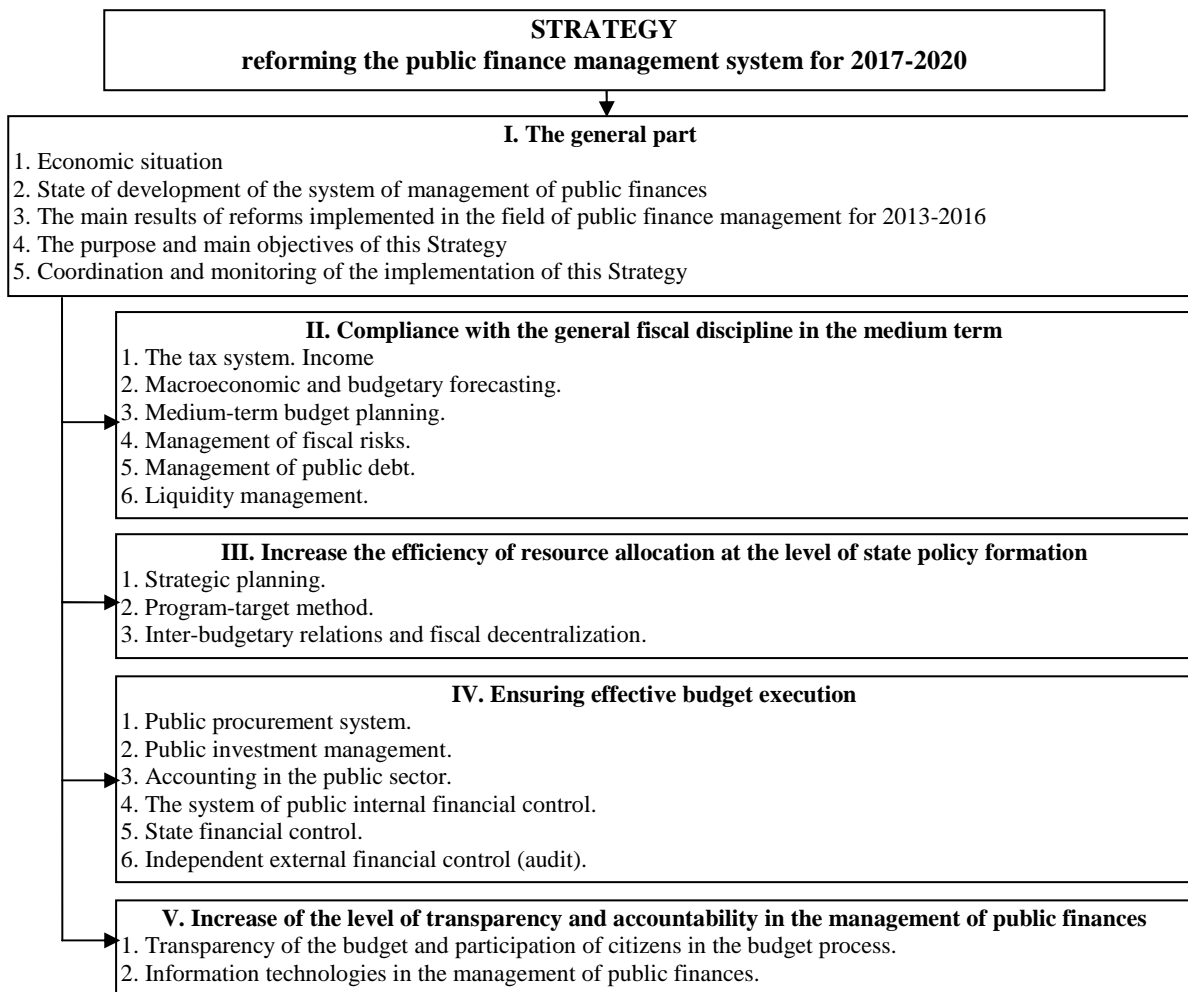 STRATEGY
reforming the public finance management system for 2017-2020
I. The general part
1. Economic situation
2. State of development of the system of management of public finances
3. The main results of reforms implemented in the field of public finance management for 2013-2016
4. The purpose and main objectives of this Strategy
5. Coordination and monitoring of the implementation of this Strategy
II. Compliance with the general fiscal discipline in the medium term
1. The tax system. Income
2. Macroeconomic and budgetary forecasting.
3. Medium-term budget planning.
4. Management of fiscal risks.
5. Management of public debt.
6. Liquidity management.
III. Increase the efficiency of resource allocation at the level of state policy formation
1. Strategic planning.
2. Program-target method.
3. Inter-budgetary relations and fiscal decentralization.
IV. Ensuring effective budget execution
1. Public procurement system.
2. Public investment management.
3. Accounting in the public sector.
4. The system of public internal financial control.
5. State financial control.
6. Independent external financial control (audit).
V. Increase of the level of transparency and accountability in the management of public finances
1. Transparency of the budget and participation of citizens in the budget process.
2. Information technologies in the management of public finances.